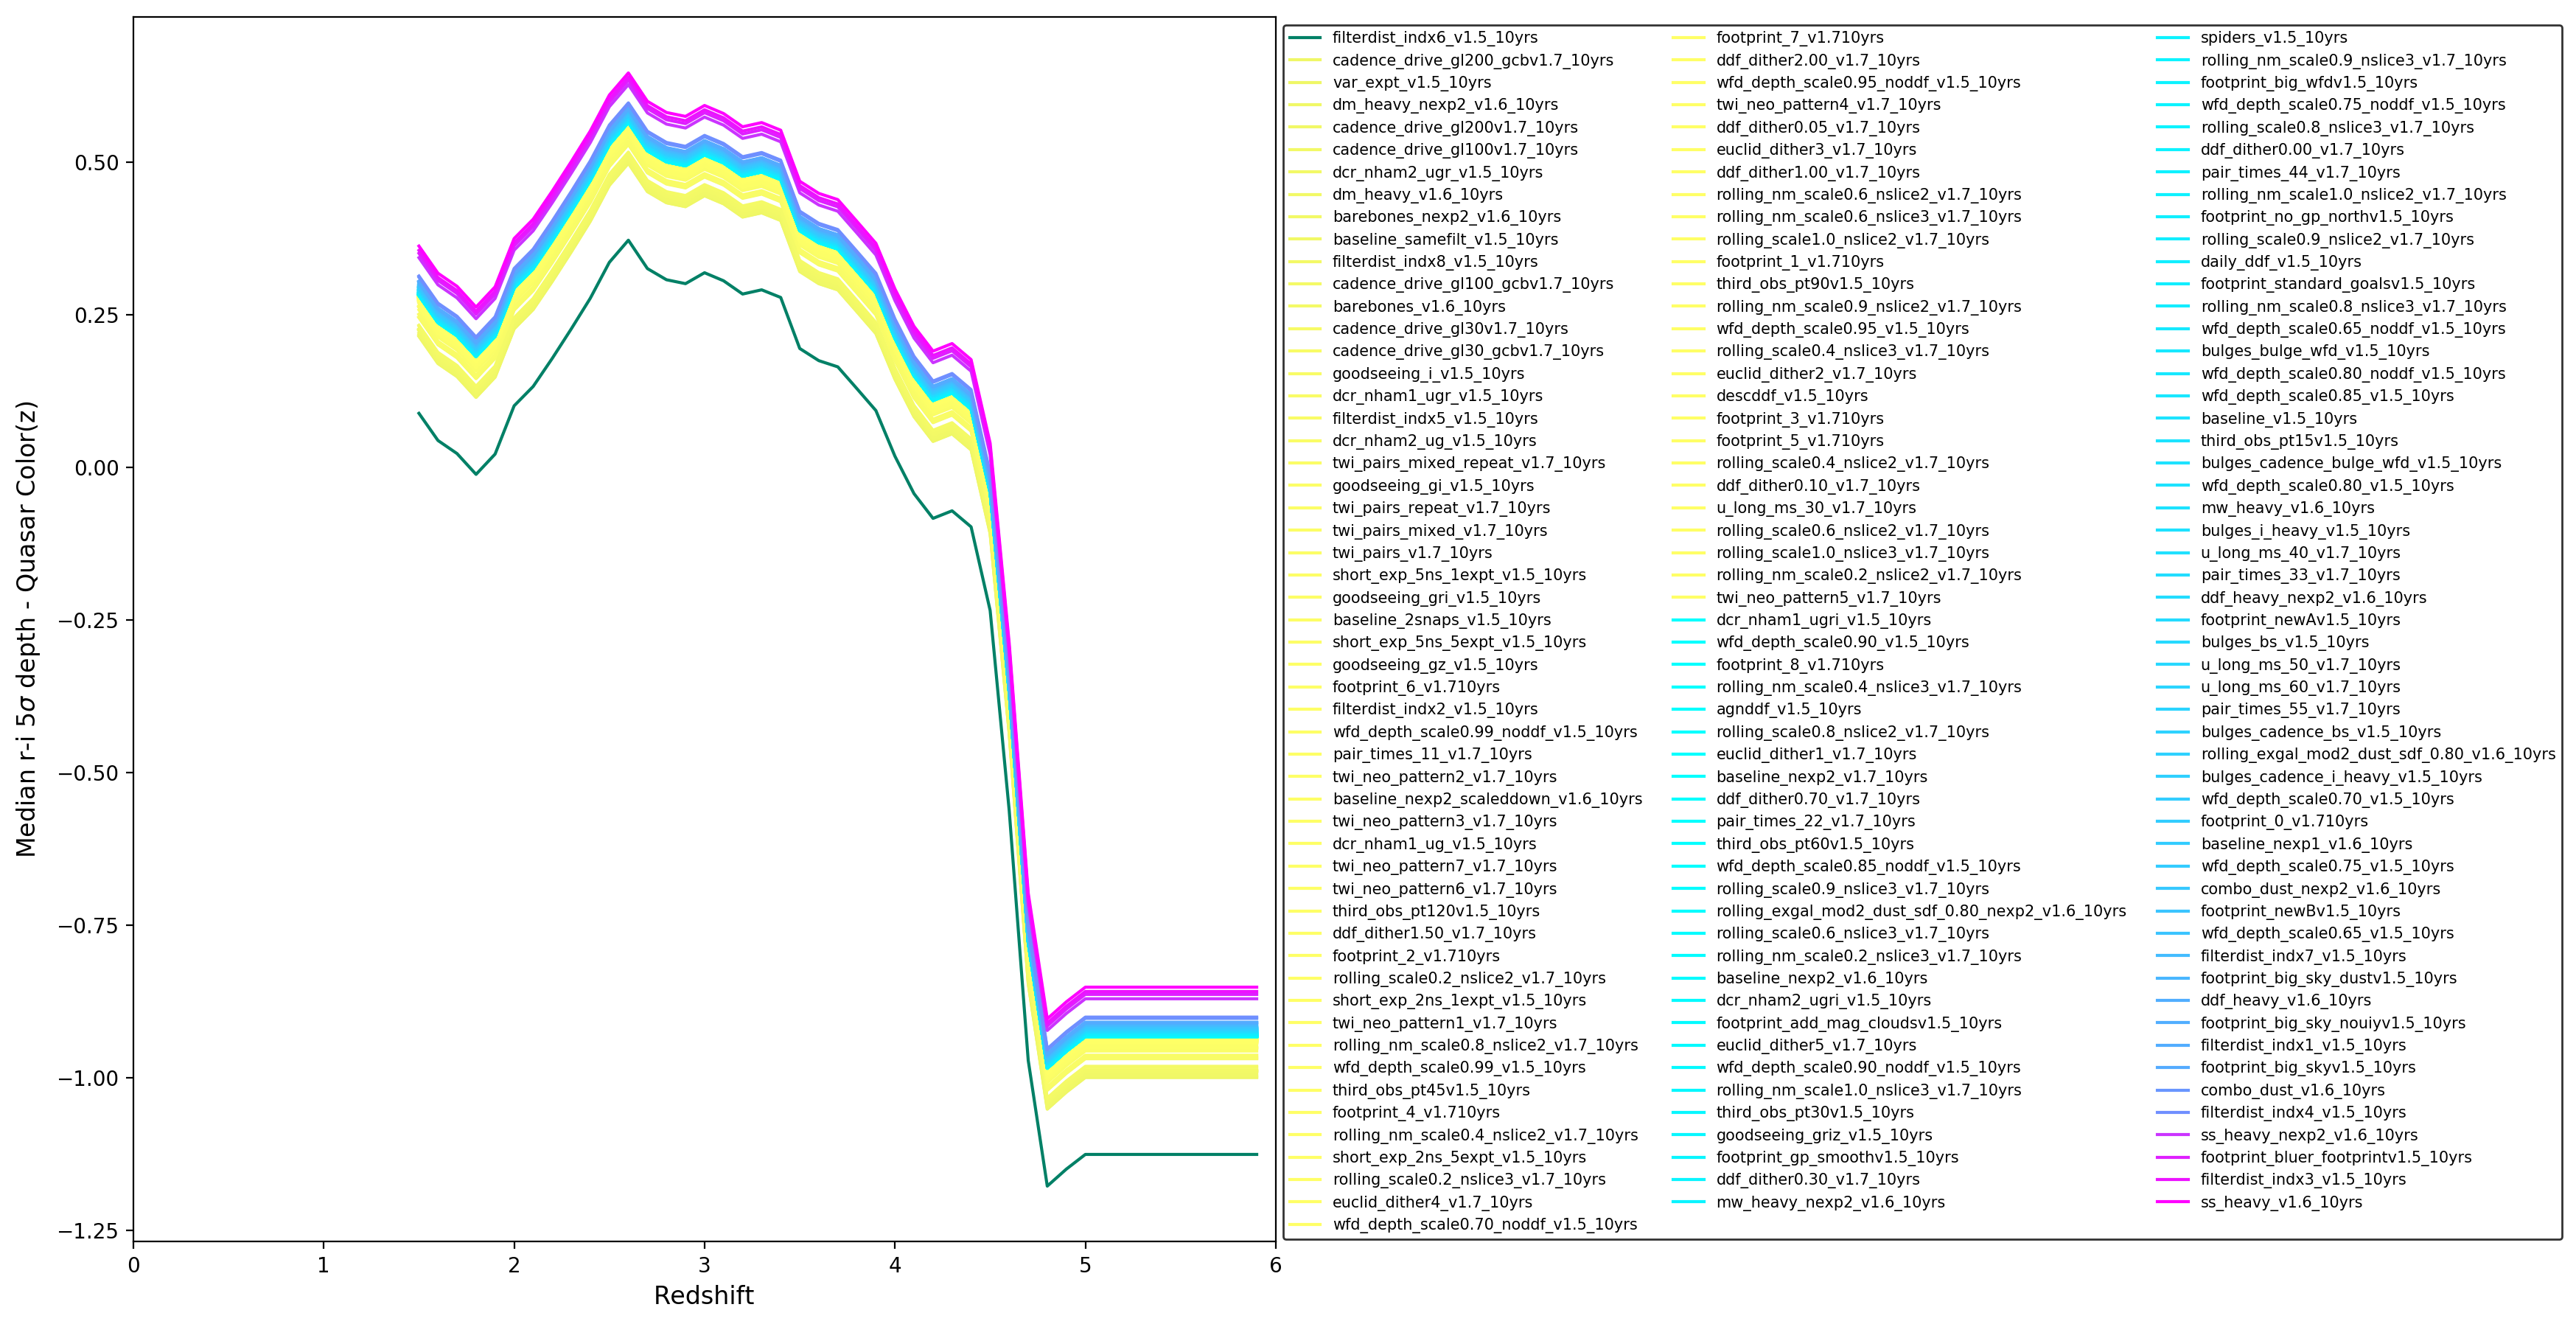 0.50
0.25
0.00
−0.25
−0.50
−0.75
−1.00
−1.25
Median r-i 5σ depth - Quasar Color(z)
0 1 2 3 4 5 6
Redshift
filterdist_indx6_v1.5_10yrs
cadence_drive_gl200_gcbv1.7_10yrs
var_expt_v1.5_10yrs
dm_heavy_nexp2_v1.6_10yrs
cadence_drive_gl200v1.7_10yrs
cadence_drive_gl100v1.7_10yrs
dcr_nham2_ugr_v1.5_10yrs
dm_heavy_v1.6_10yrs
barebones_nexp2_v1.6_10yrs
baseline_samefilt_v1.5_10yrs
filterdist_indx8_v1.5_10yrs
cadence_drive_gl100_gcbv1.7_10yrs
barebones_v1.6_10yrs
cadence_drive_gl30v1.7_10yrs
cadence_drive_gl30_gcbv1.7_10yrs
goodseeing_i_v1.5_10yrs
dcr_nham1_ugr_v1.5_10yrs
filterdist_indx5_v1.5_10yrs
dcr_nham2_ug_v1.5_10yrs
twi_pairs_mixed_repeat_v1.7_10yrs
goodseeing_gi_v1.5_10yrs
twi_pairs_repeat_v1.7_10yrs
twi_pairs_mixed_v1.7_10yrs
twi_pairs_v1.7_10yrs
short_exp_5ns_1expt_v1.5_10yrs
goodseeing_gri_v1.5_10yrs
baseline_2snaps_v1.5_10yrs
short_exp_5ns_5expt_v1.5_10yrs
goodseeing_gz_v1.5_10yrs
footprint_6_v1.710yrs
filterdist_indx2_v1.5_10yrs
wfd_depth_scale0.99_noddf_v1.5_10yrs
pair_times_11_v1.7_10yrs
twi_neo_pattern2_v1.7_10yrs
baseline_nexp2_scaleddown_v1.6_10yrs
twi_neo_pattern3_v1.7_10yrs
dcr_nham1_ug_v1.5_10yrs
twi_neo_pattern7_v1.7_10yrs
twi_neo_pattern6_v1.7_10yrs
third_obs_pt120v1.5_10yrs
ddf_dither1.50_v1.7_10yrs
footprint_2_v1.710yrs
rolling_scale0.2_nslice2_v1.7_10yrs
short_exp_2ns_1expt_v1.5_10yrs
twi_neo_pattern1_v1.7_10yrs
rolling_nm_scale0.8_nslice2_v1.7_10yrs
wfd_depth_scale0.99_v1.5_10yrs
third_obs_pt45v1.5_10yrs
footprint_4_v1.710yrs
rolling_nm_scale0.4_nslice2_v1.7_10yrs
short_exp_2ns_5expt_v1.5_10yrs
rolling_scale0.2_nslice3_v1.7_10yrs
euclid_dither4_v1.7_10yrs
wfd_depth_scale0.70_noddf_v1.5_10yrs
footprint_7_v1.710yrs
ddf_dither2.00_v1.7_10yrs
wfd_depth_scale0.95_noddf_v1.5_10yrs
twi_neo_pattern4_v1.7_10yrs
ddf_dither0.05_v1.7_10yrs
euclid_dither3_v1.7_10yrs
ddf_dither1.00_v1.7_10yrs
rolling_nm_scale0.6_nslice2_v1.7_10yrs
rolling_nm_scale0.6_nslice3_v1.7_10yrs
rolling_scale1.0_nslice2_v1.7_10yrs
footprint_1_v1.710yrs
third_obs_pt90v1.5_10yrs
rolling_nm_scale0.9_nslice2_v1.7_10yrs
wfd_depth_scale0.95_v1.5_10yrs
rolling_scale0.4_nslice3_v1.7_10yrs
euclid_dither2_v1.7_10yrs
descddf_v1.5_10yrs
footprint_3_v1.710yrs
footprint_5_v1.710yrs
rolling_scale0.4_nslice2_v1.7_10yrs
ddf_dither0.10_v1.7_10yrs
u_long_ms_30_v1.7_10yrs
rolling_scale0.6_nslice2_v1.7_10yrs
rolling_scale1.0_nslice3_v1.7_10yrs
rolling_nm_scale0.2_nslice2_v1.7_10yrs
twi_neo_pattern5_v1.7_10yrs
dcr_nham1_ugri_v1.5_10yrs
wfd_depth_scale0.90_v1.5_10yrs
footprint_8_v1.710yrs
rolling_nm_scale0.4_nslice3_v1.7_10yrs
agnddf_v1.5_10yrs
rolling_scale0.8_nslice2_v1.7_10yrs
euclid_dither1_v1.7_10yrs
baseline_nexp2_v1.7_10yrs
ddf_dither0.70_v1.7_10yrs
pair_times_22_v1.7_10yrs
third_obs_pt60v1.5_10yrs
wfd_depth_scale0.85_noddf_v1.5_10yrs
rolling_scale0.9_nslice3_v1.7_10yrs
rolling_exgal_mod2_dust_sdf_0.80_nexp2_v1.6_10yrs
rolling_scale0.6_nslice3_v1.7_10yrs
rolling_nm_scale0.2_nslice3_v1.7_10yrs
baseline_nexp2_v1.6_10yrs
dcr_nham2_ugri_v1.5_10yrs
footprint_add_mag_cloudsv1.5_10yrs
euclid_dither5_v1.7_10yrs
wfd_depth_scale0.90_noddf_v1.5_10yrs
rolling_nm_scale1.0_nslice3_v1.7_10yrs
third_obs_pt30v1.5_10yrs
goodseeing_griz_v1.5_10yrs
footprint_gp_smoothv1.5_10yrs
ddf_dither0.30_v1.7_10yrs
mw_heavy_nexp2_v1.6_10yrs
spiders_v1.5_10yrs
rolling_nm_scale0.9_nslice3_v1.7_10yrs
footprint_big_wfdv1.5_10yrs
wfd_depth_scale0.75_noddf_v1.5_10yrs
rolling_scale0.8_nslice3_v1.7_10yrs
ddf_dither0.00_v1.7_10yrs
pair_times_44_v1.7_10yrs
rolling_nm_scale1.0_nslice2_v1.7_10yrs
footprint_no_gp_northv1.5_10yrs
rolling_scale0.9_nslice2_v1.7_10yrs
daily_ddf_v1.5_10yrs
footprint_standard_goalsv1.5_10yrs
rolling_nm_scale0.8_nslice3_v1.7_10yrs
wfd_depth_scale0.65_noddf_v1.5_10yrs
bulges_bulge_wfd_v1.5_10yrs
wfd_depth_scale0.80_noddf_v1.5_10yrs
wfd_depth_scale0.85_v1.5_10yrs
baseline_v1.5_10yrs
third_obs_pt15v1.5_10yrs
bulges_cadence_bulge_wfd_v1.5_10yrs
wfd_depth_scale0.80_v1.5_10yrs
mw_heavy_v1.6_10yrs
bulges_i_heavy_v1.5_10yrs
u_long_ms_40_v1.7_10yrs
pair_times_33_v1.7_10yrs
ddf_heavy_nexp2_v1.6_10yrs
footprint_newAv1.5_10yrs
bulges_bs_v1.5_10yrs
u_long_ms_50_v1.7_10yrs
u_long_ms_60_v1.7_10yrs
pair_times_55_v1.7_10yrs
bulges_cadence_bs_v1.5_10yrs
rolling_exgal_mod2_dust_sdf_0.80_v1.6_10yrs
bulges_cadence_i_heavy_v1.5_10yrs
wfd_depth_scale0.70_v1.5_10yrs
footprint_0_v1.710yrs
baseline_nexp1_v1.6_10yrs
wfd_depth_scale0.75_v1.5_10yrs
combo_dust_nexp2_v1.6_10yrs
footprint_newBv1.5_10yrs
wfd_depth_scale0.65_v1.5_10yrs
filterdist_indx7_v1.5_10yrs
footprint_big_sky_dustv1.5_10yrs
ddf_heavy_v1.6_10yrs
footprint_big_sky_nouiyv1.5_10yrs
filterdist_indx1_v1.5_10yrs
footprint_big_skyv1.5_10yrs
combo_dust_v1.6_10yrs
filterdist_indx4_v1.5_10yrs
ss_heavy_nexp2_v1.6_10yrs
footprint_bluer_footprintv1.5_10yrs
filterdist_indx3_v1.5_10yrs
ss_heavy_v1.6_10yrs